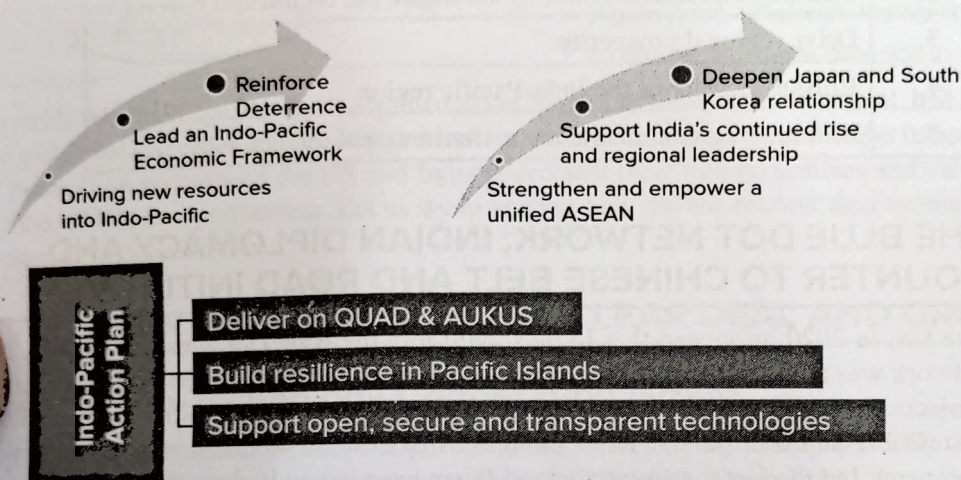 Reinforce
Deterrence
Lead an Indo-Pacific
Economic Framework
Driving new resources
into Indo-Pacific
Deepen Japan and South
Korea relationship
Support India's continued rise
and regional leadership
Strengthen and empower a
unified ASEAN
Indo-Pacific
Action Plan
Deliver on QUAD & AUKUS
Build resillience in Pacific Islands
Support open, secure and transparent technologies